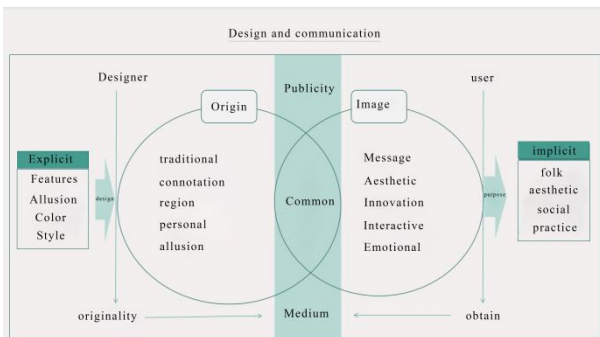 Design and communication
Designer
Publicity
user
Origin
Image
Explicit
Features
Allusion
Color
Style
design
traditional
connotation
region
personal
allusion
Common
Message
Aesthetic
Innovation
Interactive
Emotional
purpose
implicit
folk
aesthetic
social
practice
originality
Medium
obtain